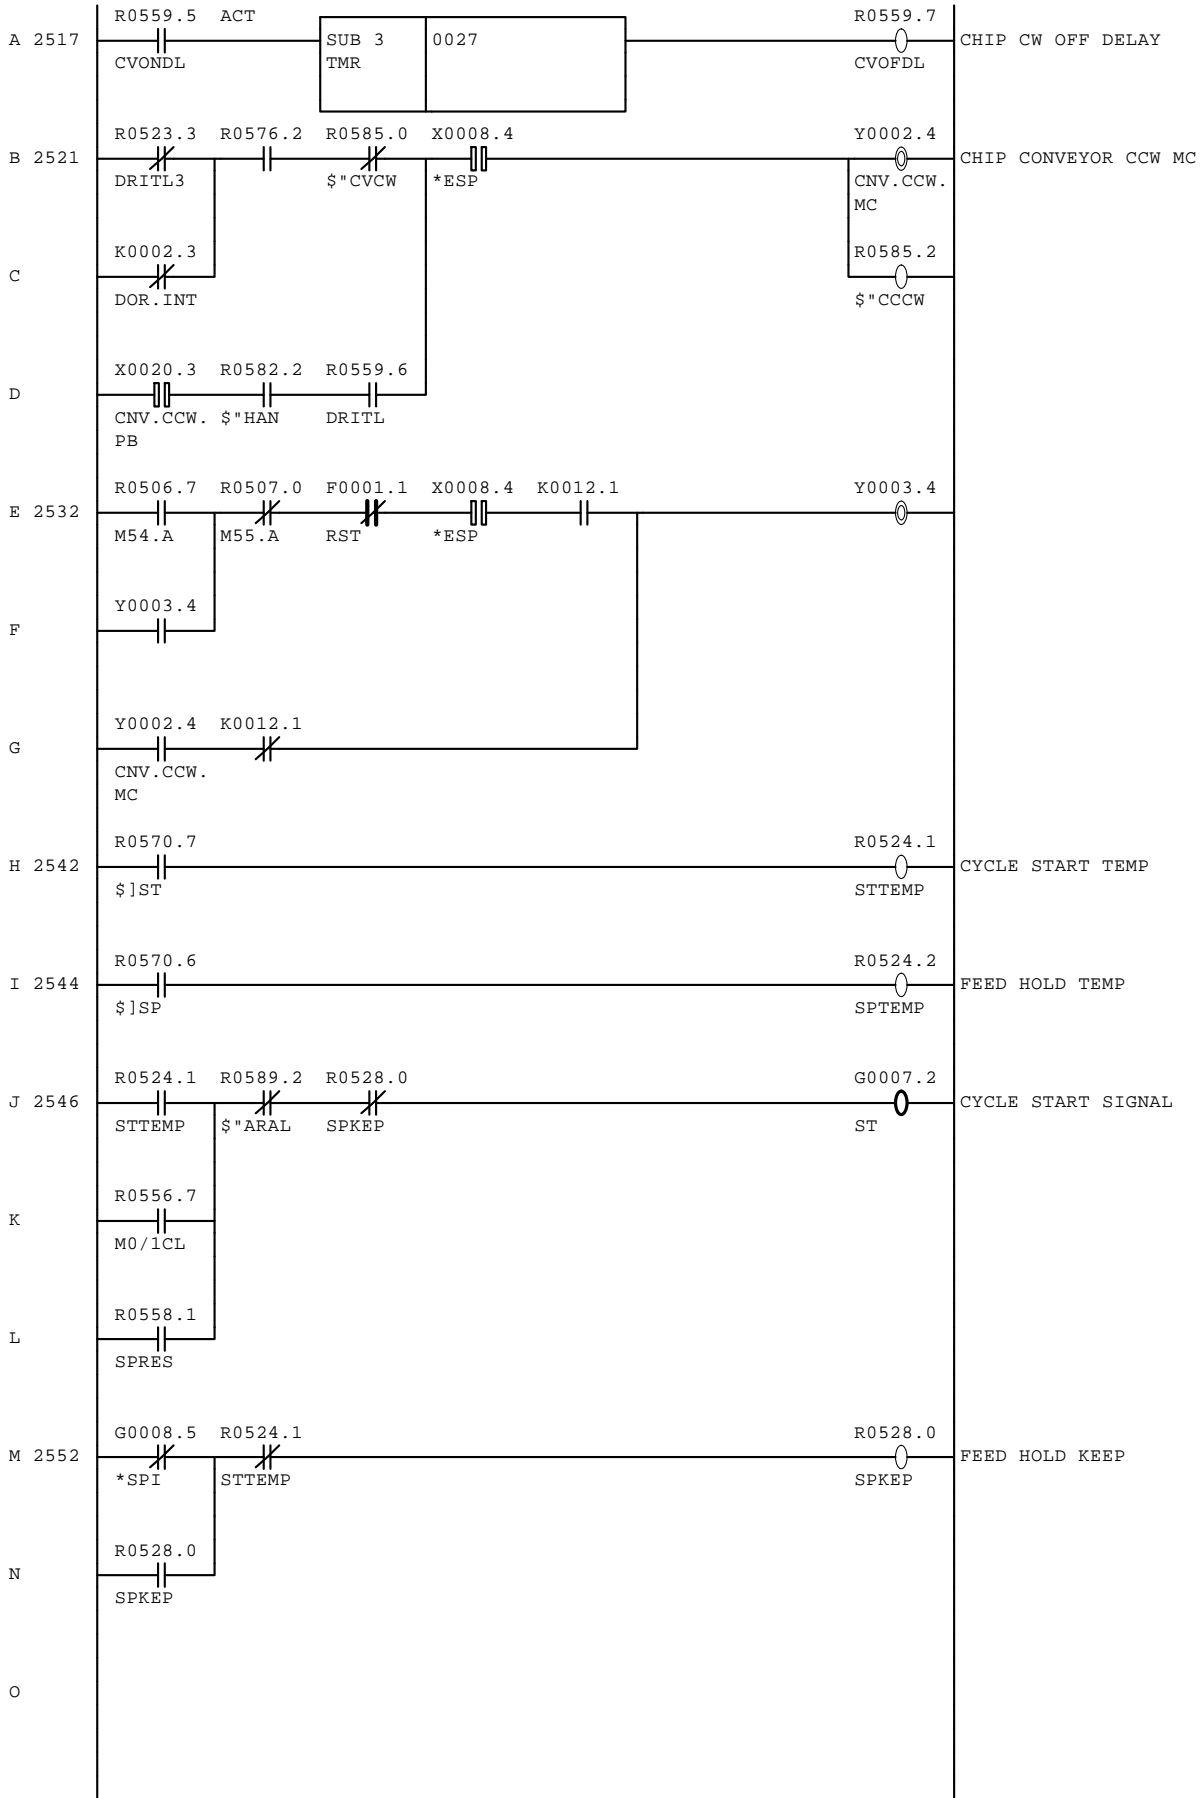 R0559.5 ACT R0559.7
A 2517 SUB 3 0027 CHIP CW OFF DELAY
CVONDL TMR CVOFDL
R0523.3 R0576.2 R0585.0 X0008.4 Y0002.4
B 2521 CHIP CONVEYOR CCW MC
DRITL3 $"CVCW *ESP CNV.CCW.
MC
K0002.3 R0585.2
C
DOR.INT $"CCCW
X0020.3 R0582.2 R0559.6
D
CNV.CCW. $"HAN DRITL
PB
R0506.7 R0507.0 F0001.1 X0008.4 K0012.1 Y0003.4
E 2532
M54.A M55.A RST *ESP
Y0003.4
F
Y0002.4 K0012.1
G
CNV.CCW.
MC
R0570.7 R0524.1
H 2542 CYCLE START TEMP
$]ST STTEMP
R0570.6 R0524.2
I 2544 FEED HOLD TEMP
$]SP SPTEMP
R0524.1 R0589.2 R0528.0 G0007.2
J 2546 CYCLE START SIGNAL
STTEMP $"ARAL SPKEP ST
R0556.7
K
M0/1CL
R0558.1
L
SPRES
G0008.5 R0524.1 R0528.0
M 2552 FEED HOLD KEEP
*SPI STTEMP SPKEP
R0528.0
N
SPKEP
O